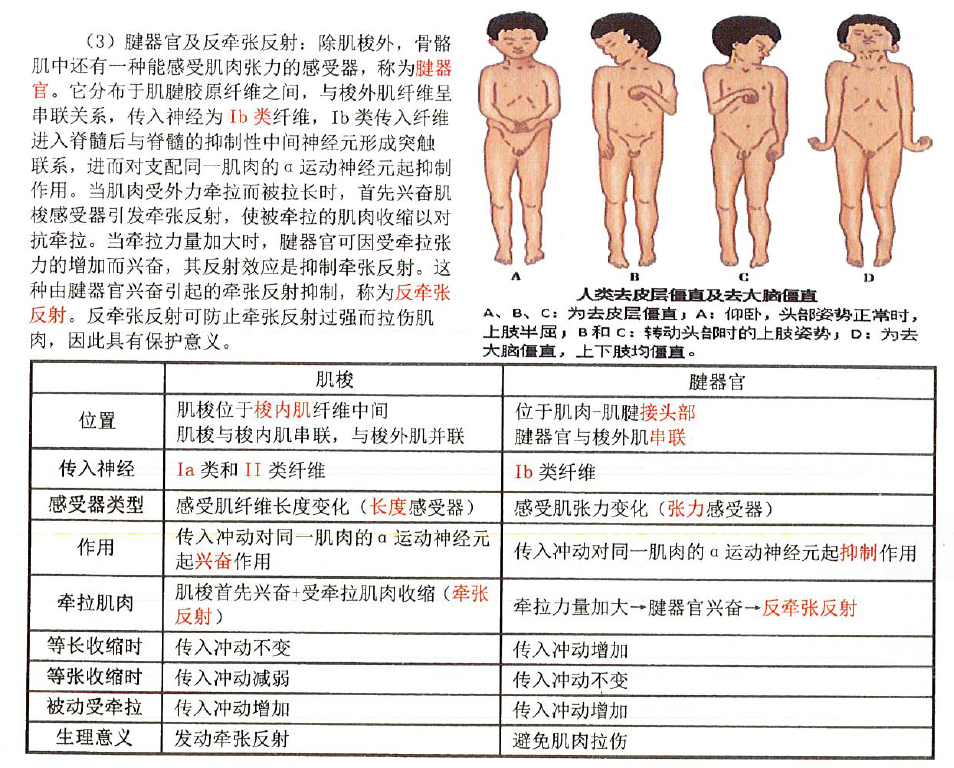 （3）腱器官及反牵张反射：除肌梭外，骨骼
肌中还有一种能感受肌肉张力的感受器，称为腱器
官。它分布于肌腱胶原纤维之间，与梭外肌纤维呈
串联关系，传入神经为 Ib 类纤维，Ib 类传入纤维
进入脊髓后与脊髓的抑制性中间神经元形成突触
联系，进而对支配同一肌肉的α运动神经元起抑制
作用。当肌肉受外力牵拉而被拉长时，首先兴奋肌
梭感受器引发牵张反射，使被牵拉的肌肉收缩以对
抗牵拉。当牵拉力量加大时，腱器官可因受牵拉张
力的增加而兴奋，其反射效应是抑制牵张反射。这
种由腱器官兴奋引起的牵张反射抑制，称为反牵张
反射。反牵张反射可防止牵张反射过强而拉伤肌
肉，因此具有保护意义。
A B C D
人类去皮层僵直及去大脑僵直
A、B、C：为去皮层僵直；A：仰卧，头部姿势正常时，
上肢半屈；B 和 C：转动头部时的上肢姿势；D：为去
大脑僵直，上下肢均僵直。
肌梭 腱器官
位置 肌梭位于梭内肌纤维中间 位于肌肉-肌腱接头部
肌梭与梭内肌串联，与梭外肌并联 腱器官与梭外肌串联
传入神经 Ia 类和 II 类纤维 Ib 类纤维
感受器类型 感受肌纤维长度变化（长度感受器） 感受肌张力变化（张力感受器）
作用 传入冲动对同一肌肉的α运动神经元
起兴奋作用 传入冲动对同一肌肉的α运动神经元起抑制作用
牵拉肌肉 肌梭首先兴奋+受牵拉肌肉收缩（牵张
反射） 牵拉力量加大→腱器官兴奋→反牵张反射
等长收缩时 传入冲动不变 传入冲动增加
等张收缩时 传入冲动减弱 传入冲动不变
被动受牵拉 传入冲动增加 传入冲动增加
生理意义 发动牵张反射 避免肌肉拉伤